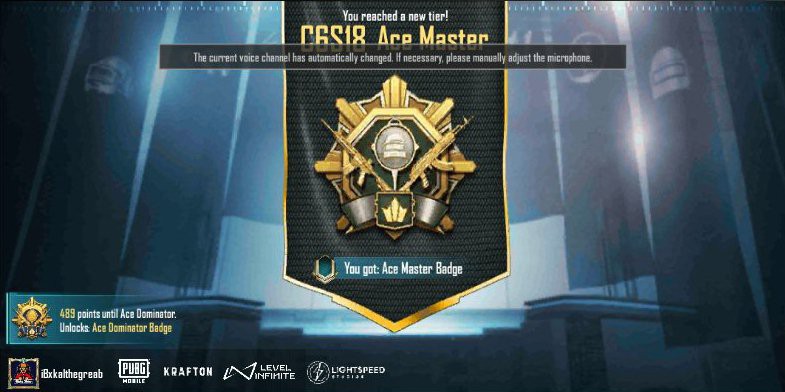 You reached a new tier!
C6S18 Ace Master
The current voice channel has automatically changed. If necessary, please manually adjust the microphone.
You got: Ace Master Badge
489 points until Ace Dominator.
Unlocks: Ace Dominator Badge
iBxkalthegreab
PUBG
MOBILE
KRAFTON
LEVEL
INFINITE
LIGHTSPEED
STUDIOS